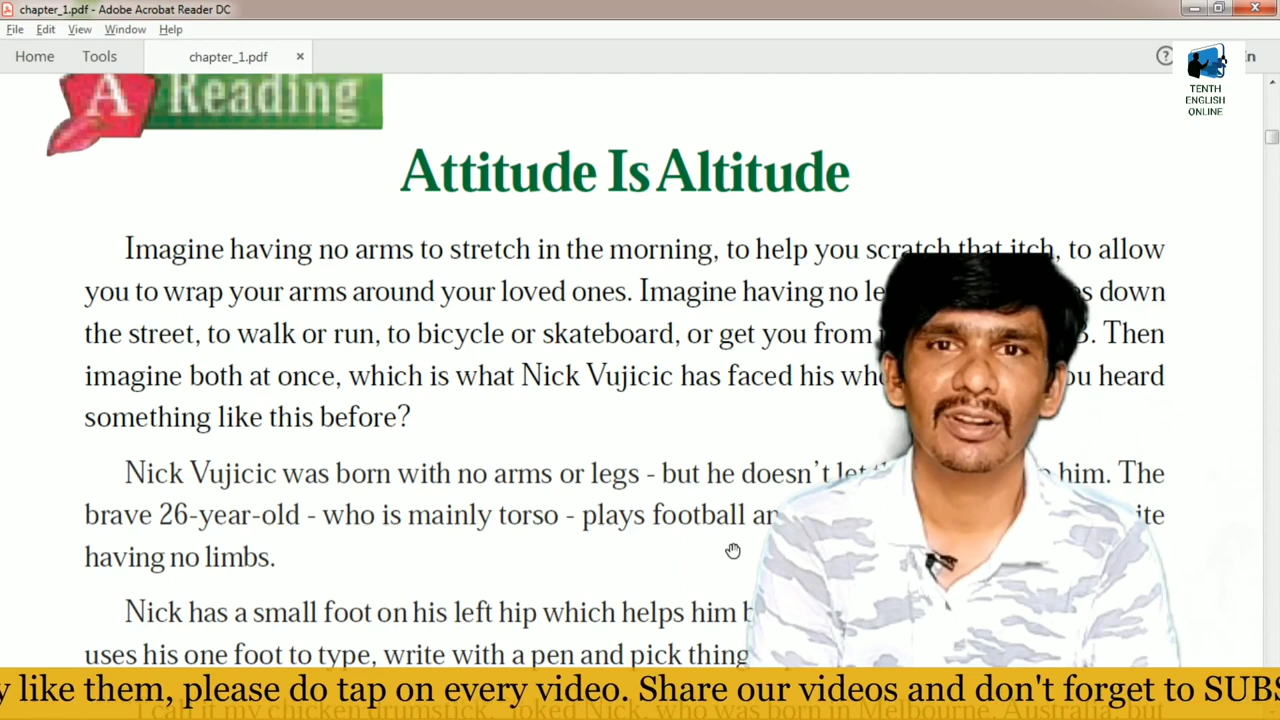 chapter_1.pdf - Adobe Acrobat Reader DC
File Edit View Window Help
Home Tools chapter_1.pdf
TENTH
ENGLISH
ONLINE
A Reading
Attitude Is Altitude
Imagine having no arms to stretch in the morning, to help you scratch that itch, to allow
you to wrap your arms around your loved ones. Imagine having no down
the street, to walk or run, to bicycle or skateboard, or get you from Then
imagine both at once, which is what Nick Vujicic has faced his heard
something like this before?
Nick Vujicic was born with no arms or legs - but he doesn't let him. The
brave 26-year-old - who is mainly torso - plays football
having no limbs.
Nick has a small foot on his left hip which helps him
uses his one foot to type, write with a pen and pick
like them, please do tap on every video. Share our videos and don't forget to